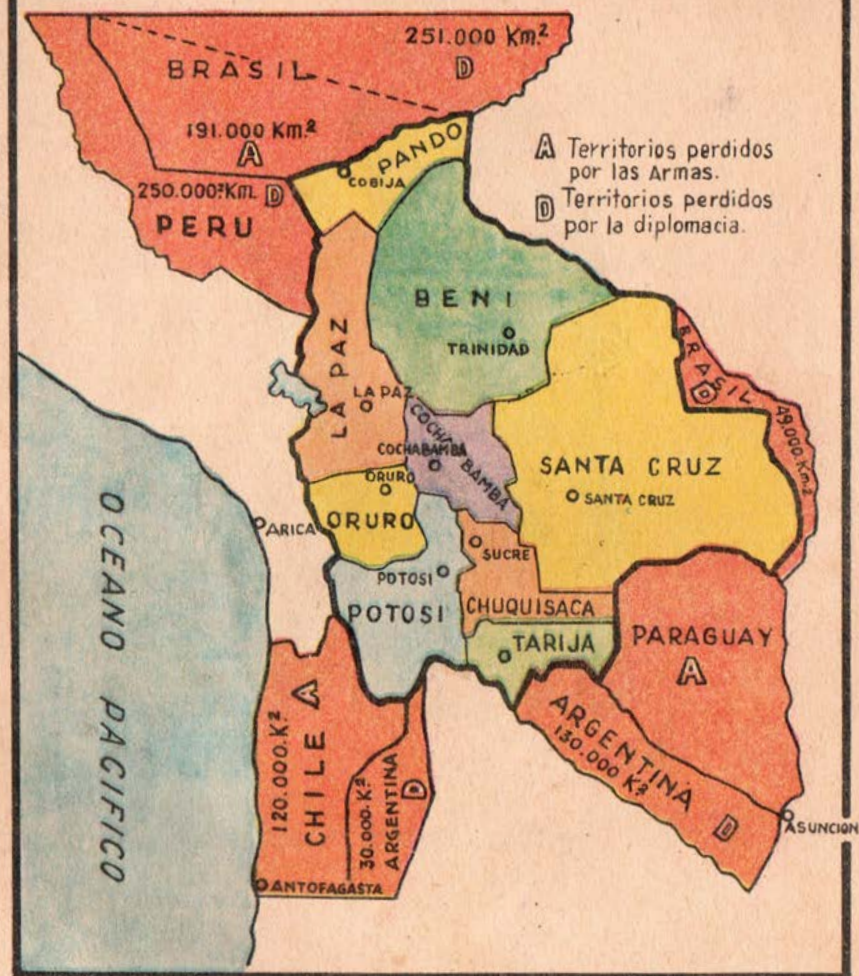 251.000 Km.²
D
BRASIL
191.000 Km.²
A
250.000²Km. D
PERU
PANDO
COBIJA
A Territorios perdidos
por las Armas.
D Territorios perdidos
por la diplomacia.
BENI
TRINIDAD
LA PAZ
LA PAZ
BRASIL
D
49.000.Km.2
COCHABAMBA
COCHABAMBA
SANTA CRUZ
SANTA CRUZ
ORURO
ORURO
ARICA
OCEANO PACIFICO
SUCRE
POTOSI
POTOSI
CHUQUISACA
TARIJA
PARAGUAY
A
120.000.K²
CHILE A
30.000.K²
ARGENTINA
D
ARGENTINA
130.000 K²
D
ASUNCION
ANTOFAGASTA